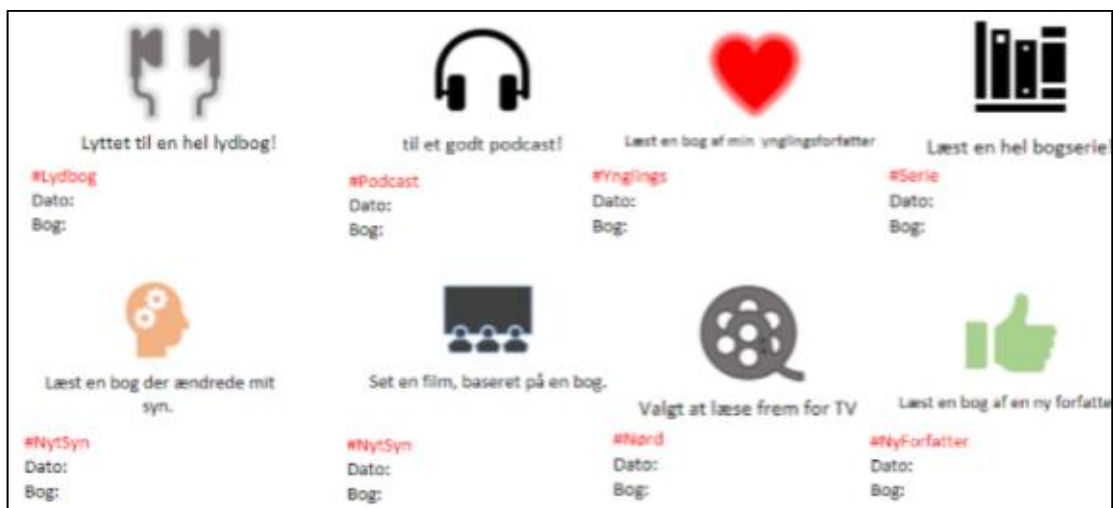 Lyttet til en hel lydbog!
#Lydbog
Dato:
Bog:
til et godt podcast!
#Podcast
Dato:
Bog:
Læst en bog af min ynglingsforfatter
#Ynglings
Dato:
Bog:
Læst en hel bogserie!
#Serie
Dato:
Bog:
Læst en bog der ændrede mit
syn.
#NytSyn
Dato:
Bog:
Set en film, baseret på en bog.
#NytSyn
Dato:
Bog:
Valgt at læse frem for TV
#Nørd
Dato:
Bog:
Læst en bog af en ny forfatte
#NyForfatter
Dato:
Bog: